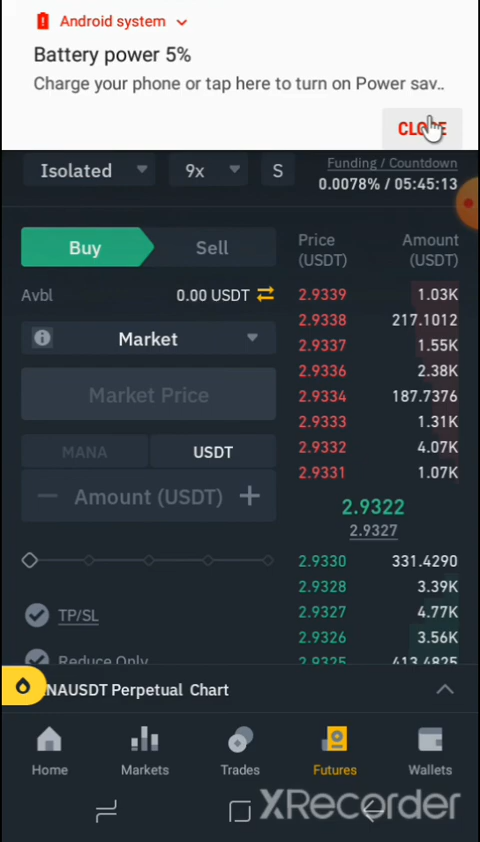 Android system
Battery power 5%
Charge your phone or tap here to turn on Power sav..
Isolated
9x
S
Funding / Countdown
0.0078% / 05:45:13
Buy
Sell
Price
(USDT)
Amount
(USDT)
Avbl
0.00 USDT
Market
Market Price
MANA
USDT
Amount (USDT)
2.9339 1.03K
2.9338 217.1012
2.9337 1.55K
2.9336 2.38K
2.9334 187.7376
2.9333 1.31K
2.9332 4.07K
2.9331 1.07K
2.9322
2.9327
2.9330 331.4290
2.9328 3.39K
2.9327 4.77K
2.9326 3.56K
2.9325 413.4825
TP/SL
Reduce Only
NAUSDT Perpetual Chart
Home
Markets
Trades
Futures
Wallets
XRecorder